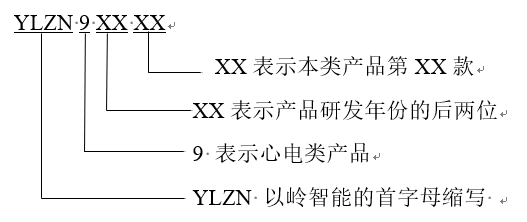 YLZN 9 XX XX
XX 表示本类产品第 XX 款
XX 表示产品研发年份的后两位
9 表示心电类产品
YLZN 以岭智能的首字母缩写